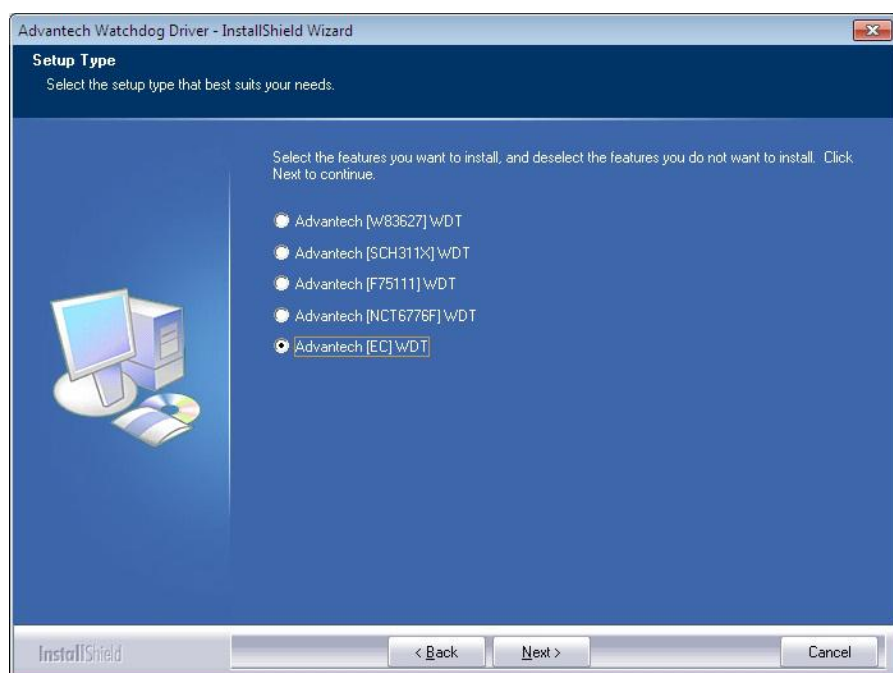 Advantech Watchdog Driver - InstallShield Wizard
Setup Type
Select the setup type that best suits your needs.
Select the features you want to install, and deselect the features you do not want to install. Click
Next to continue.
Advantech [W83627] WDT
Advantech [SCH311X] WDT
Advantech [F75111] WDT
Advantech [NCT6776F] WDT
Advantech [EC] WDT
InstallShield
< Back
Next >
Cancel